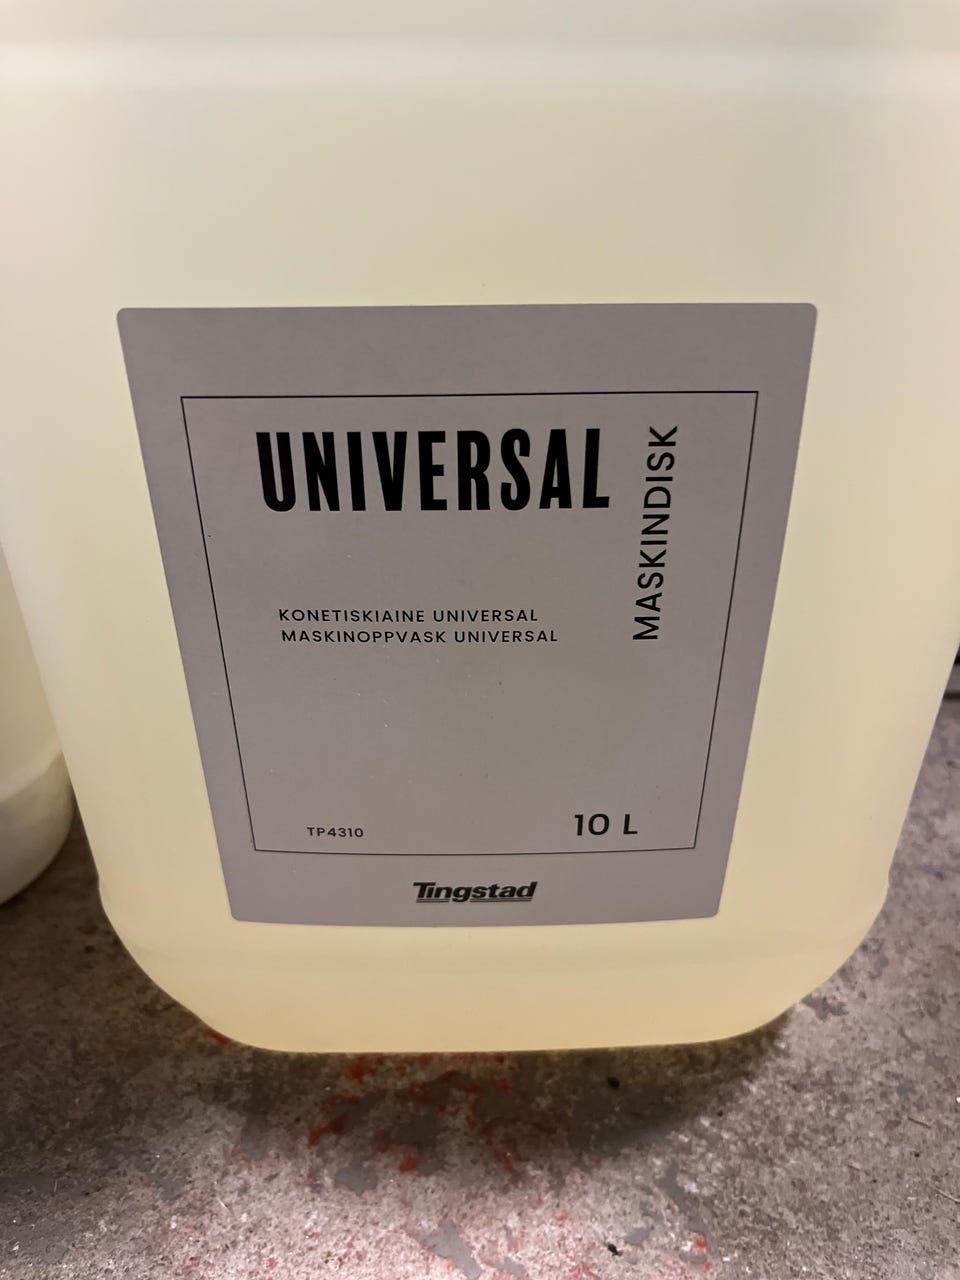 UNIVERSAL
MASKINDISK
KONETISKIAINE UNIVERSAL
MASKINOPPVASK UNIVERSAL
TP4310
10 L
Tingstad